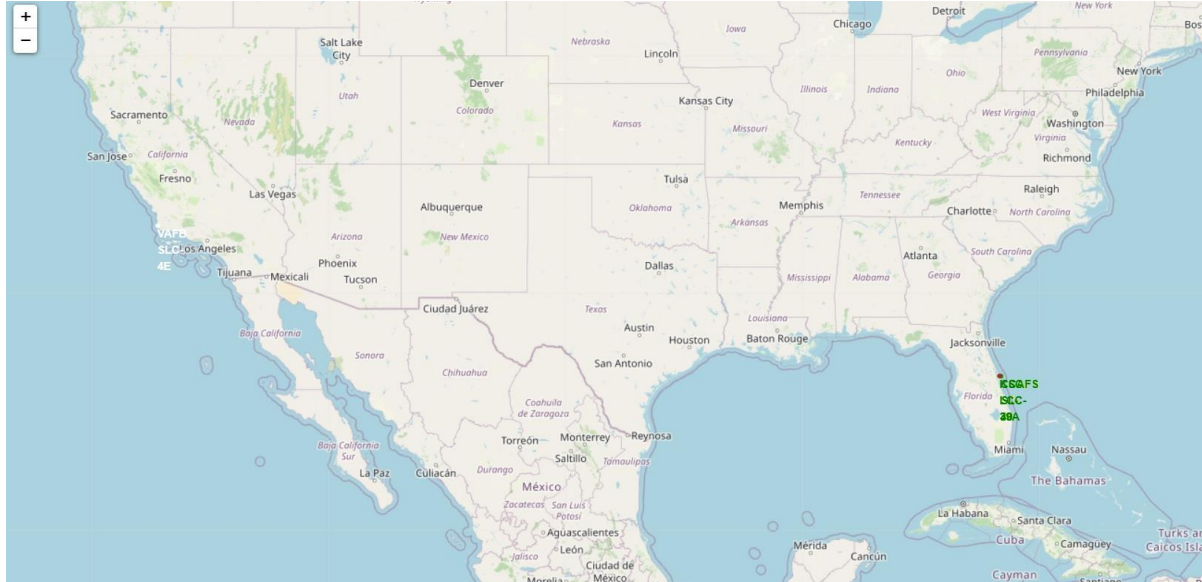 +
−
Salt Lake
City
Nebraska
Iowa
Chicago
Detroit
New York
Lincoln
Pennsylvania
New York
Denver
Utah
Colorado
Ohio
Illinois
Indiana
Philadelphia
Sacramento
Nevada
Kansas City
Kansas
Missouri
West Virginia
Washington
Virginia
San Jose
California
Kentucky
Richmond
Fresno
Las Vegas
Tulsa
Raleigh
Albuquerque
Oklahoma
Memphis
Tennessee
Charlotte
North Carolina
Arkansas
Arizona
New Mexico
SLC
4E
Los Angeles
Atlanta
South Carolina
Phoenix
Dallas
Tijuana
Mexicali
Tucson
Mississippi
Alabama
Georgia
Ciudad Juárez
Texas
Louisiana
Baja California
Austin
Houston
Baton Rouge
Jacksonville
Sonora
San Antonio
Chihuahua
Florida
Coahuila
de Zaragoza
Baja California
Sur
Torreón
Monterrey
Reynosa
Saltillo
Tamaulipas
Miami
Nassau
La Paz
Culiacán
Durango
The Bahamas
México
Zacatecas
San Luis
Potosí
La Habana
Santa Clara
Aguascalientes
Cuba
Camagüey
León
Jalisco
Mérida
Cancún
Ciudad de
México
Morelia
Cayman